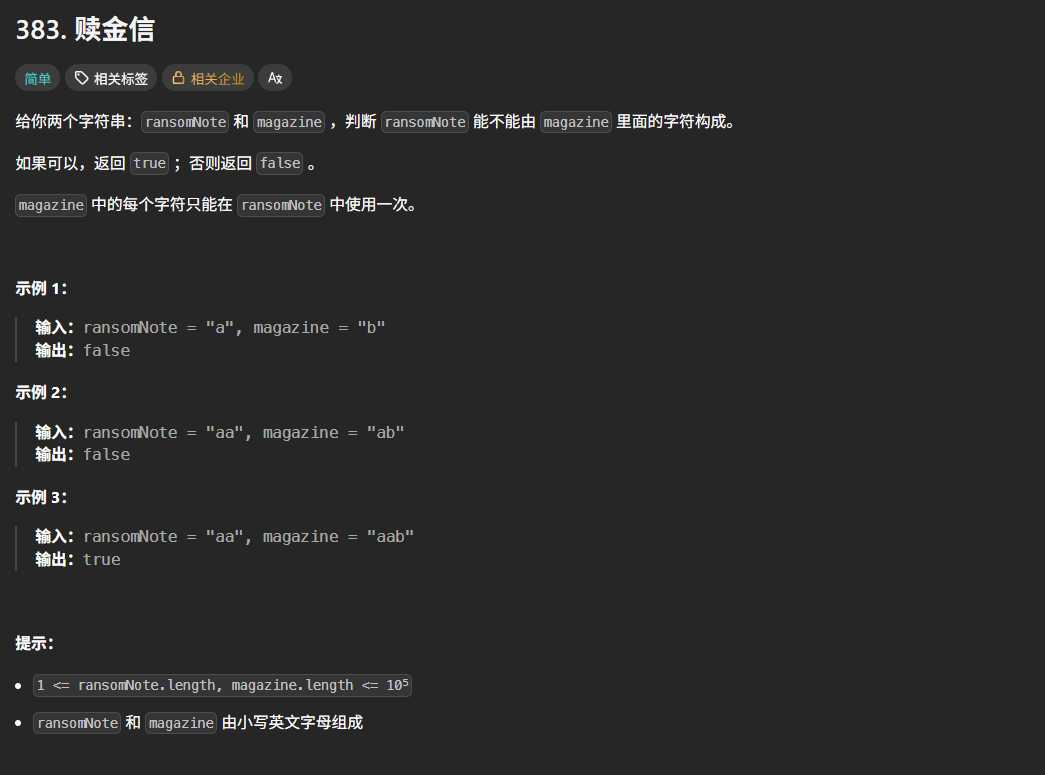 383. 赎金信
简单 相关标签 相关企业 A文
给你两个字符串：ransomNote 和 magazine ，判断 ransomNote 能不能由 magazine 里面的字符构成。
如果可以，返回 true ；否则返回 false 。
magazine 中的每个字符只能在 ransomNote 中使用一次。
示例 1：
输入：ransomNote = "a", magazine = "b"
输出：false
示例 2：
输入：ransomNote = "aa", magazine = "ab"
输出：false
示例 3：
输入：ransomNote = "aa", magazine = "aab"
输出：true
提示：
• 1 <= ransomNote.length, magazine.length <= 10⁵
• ransomNote 和 magazine 由小写英文字母组成